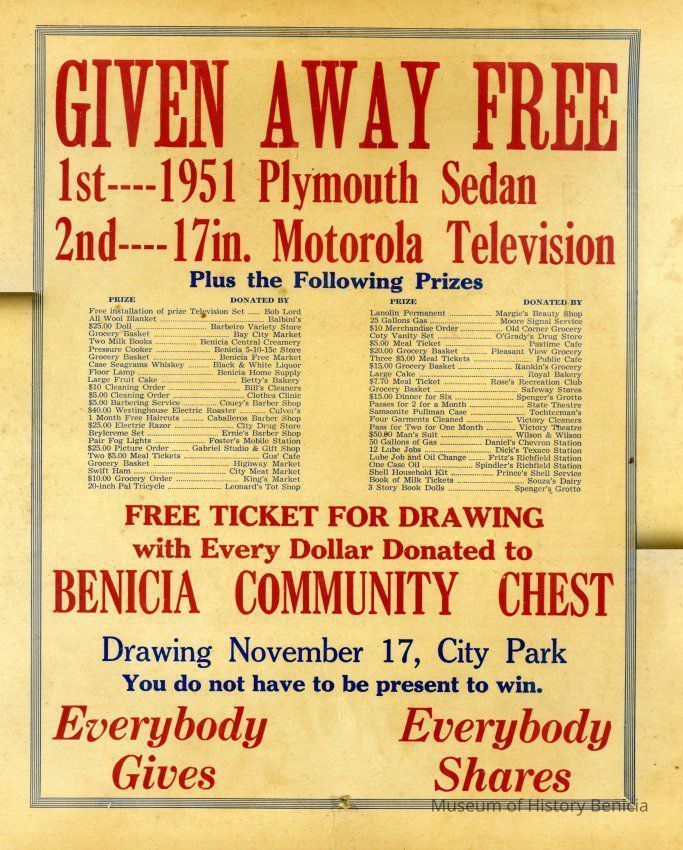 GIVEN AWAY FREE
1st----1951 Plymouth Sedan
2nd----17in. Motorola Television
Plus the Following Prizes
PRIZE DONATED BY
Free installation of prize Television Set ..... Bob Lord
All Wool Blanket ..... Balbini's
$25.00 Doll ..... Barbeiro Variety Store
Grocery Basket ..... Bay City Market
Two Milk Books ..... Benicia Central Creamery
Pressure Cooker ..... Benicia 5-10-15c Store
Grocery Basket ..... Benicia Free Market
Case Seagrams Whiskey ..... Black & White Liquor
Floor Lamp ..... Benicia Home Supply
Large Fruit Cake ..... Betty's Bakery
$10 Cleaning Order ..... Bill's Cleaners
$5.00 Cleaning Order ..... Clothes Clinic
$5.00 Barbering Service ..... Couey's Barber Shop
$40.00 Westinghouse Electric Roaster ..... Culver's
1 Month Free Haircuts ..... Caballeros Barber Shop
$25.00 Electric Razor ..... City Drug Store
Brylcreme Set ..... Ernie's Barber Shop
Pair Fog Lights ..... Foster's Mobile Station
$25.00 Picture Order ..... Gabriel Studio & Gift Shop
Two $5.00 Meal Tickets ..... Gus' Cafe
Grocery Basket ..... Highway Market
Swift Ham ..... City Meat Market
$10.00 Grocery Order ..... King's Market
20-inch Pal Tricycle ..... Leonard's Tot Shop
PRIZE DONATED BY
Lanolin Permanent ..... Margie's Beauty Shop
25 Gallons Gas ..... Moore Signal Service
$10 Merchandise Order ..... Old Corner Grocery
Coty Vanity Set ..... O'Grady's Drug Store
$5.00 Meal Ticket ..... Pastime Cafe
$20.00 Grocery Basket ..... Pleasant View Grocery
Three $5.00 Meal Tickets ..... Public Cafe
$15.00 Grocery Basket ..... Rankin's Grocery
Large Cake ..... Royal Bakery
$7.70 Meal Ticket ..... Rose's Recreation Club
Grocery Basket ..... Safeway Stores
$15.00 Dinner for Six ..... Spenger's Grotto
Passes for 2 for a Month ..... State Theatre
Samsonite Pullman Case ..... Tochterman's
Four Garments Cleaned ..... Victory Cleaners
Pass for Two for One Month ..... Victory Theatre
$50.00 Man's Suit ..... Wilson & Wilson
50 Gallons of Gas ..... Daniel's Chevron Station
12 Lube Jobs ..... Dick's Texaco Station
Lube Job and Oil Change ..... Fritz's Richfield Station
One Case Oil ..... Spindler's Richfield Station
Shell Household Kit ..... Prince's Shell Service
Book of Milk Tickets ..... Souza's Dairy
3 Story Book Dolls ..... Spenger's Grotto
FREE TICKET FOR DRAWING
with Every Dollar Donated to
BENICIA COMMUNITY CHEST
Drawing November 17, City Park
You do not have to be present to win.
Everybody Everybody
Gives Shares
Museum of History Benicia